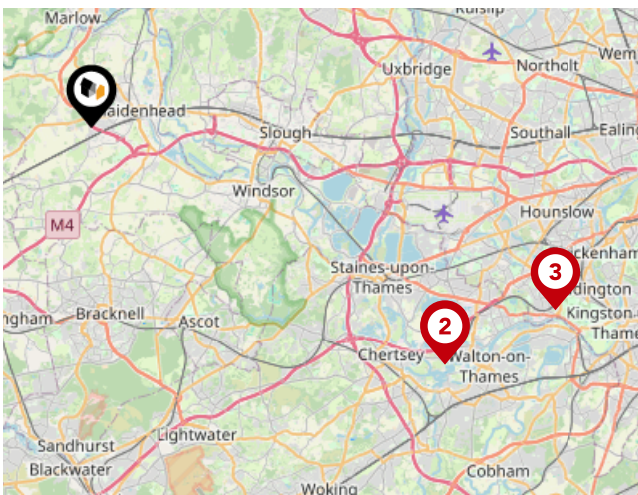 Marlow
Ruislip
Uxbridge
Northolt
Wem
aidenhead
Slough
Southall
Ealing
Windsor
M4
Hounslow
Staines-upon-
Thames
3
ckenham
dington
ngham
Bracknell
Ascot
Kingston-
Thame
2
Chertsey
Walton-on-
Thames
Sandhurst
Blackwater
Lightwater
Cobham
Woking